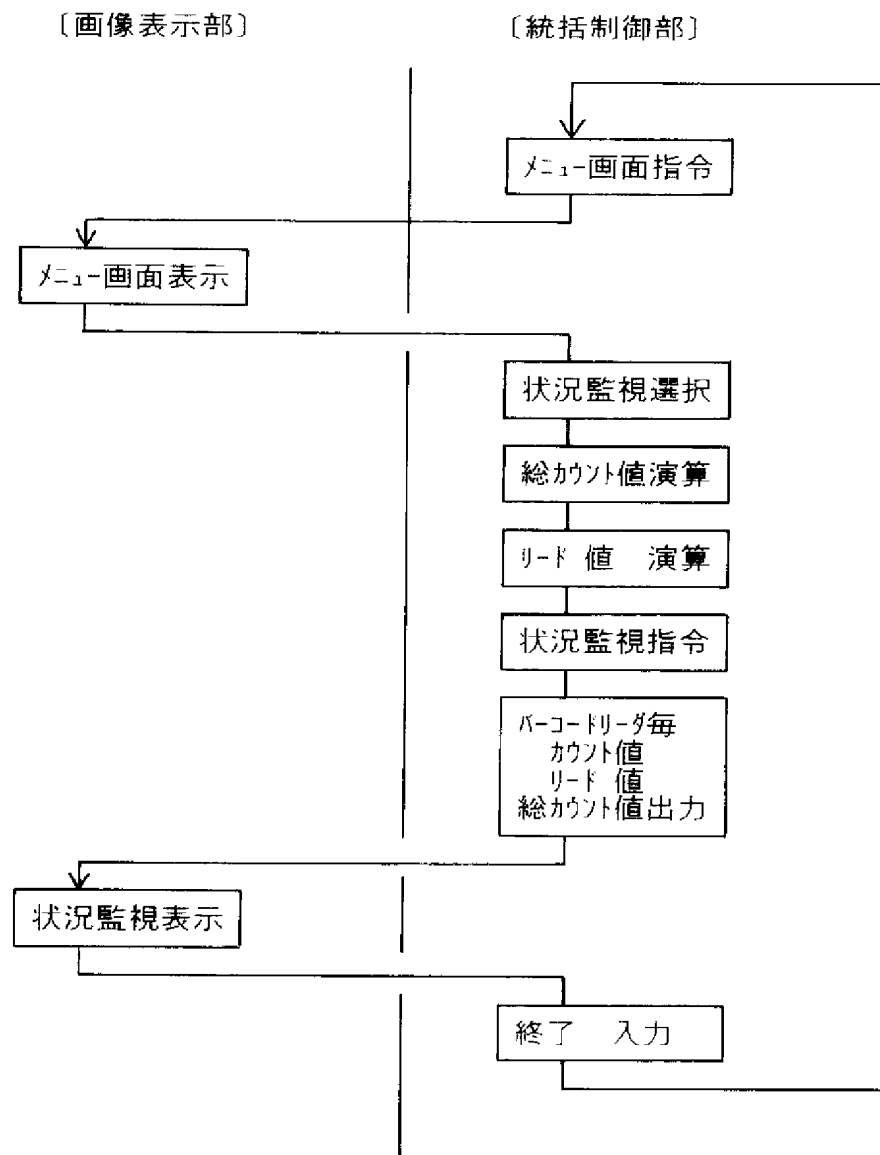 〔画像表示部〕
〔統括制御部〕
ﾒﾆｭｰ画面指令
ﾒﾆｭｰ画面表示
状況監視選択
総ｶｳﾝﾄ値演算
ﾘｰﾄﾞ 値　演算
状況監視指令
ﾊﾞｰｺｰﾄﾞﾘｰﾀﾞ毎
ｶｳﾝﾄ値
ﾘｰﾄﾞ 値
総ｶｳﾝﾄ値出力
状況監視表示
終了　入力